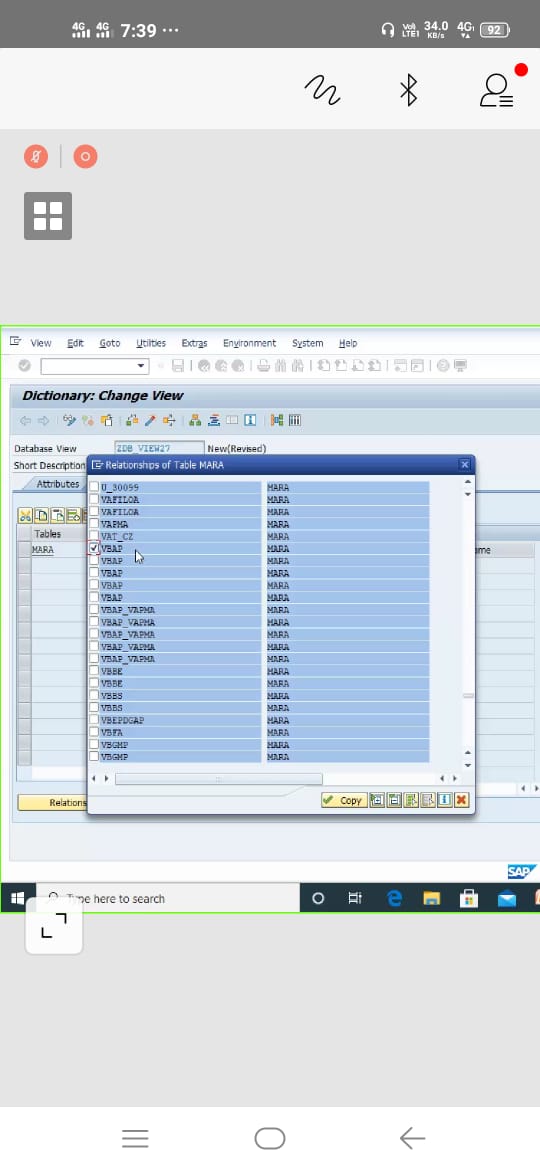 4G 4G 7:39 ... Vo) LTE1 34.0 KB/s 4G 92
View Edit Goto Utilities Extras Environment System Help
Dictionary: Change View
Database View ZDB_VIEW27 New(Revised)
Short Description
Relationships of Table MARA
Attributes
U_30099 MARA
VAFILOA MARA
VAFILOA MARA
VAPMA MARA
Tables
VAT_CZ MARA
MARA
VBAP MARA
ame
VBAP MARA
VBAP MARA
VBAP MARA
VBAP MARA
VBAP_VAPMA MARA
VBAP_VAPMA MARA
VBAP_VAPMA MARA
VBAP_VAPMA MARA
VBAP_VAPMA MARA
VBBE MARA
VBBE MARA
VBBS MARA
VBBS MARA
VBEPDGAP MARA
VBFA MARA
VBGMP MARA
VBGMP MARA
Copy
Relations
SAP
Type here to search